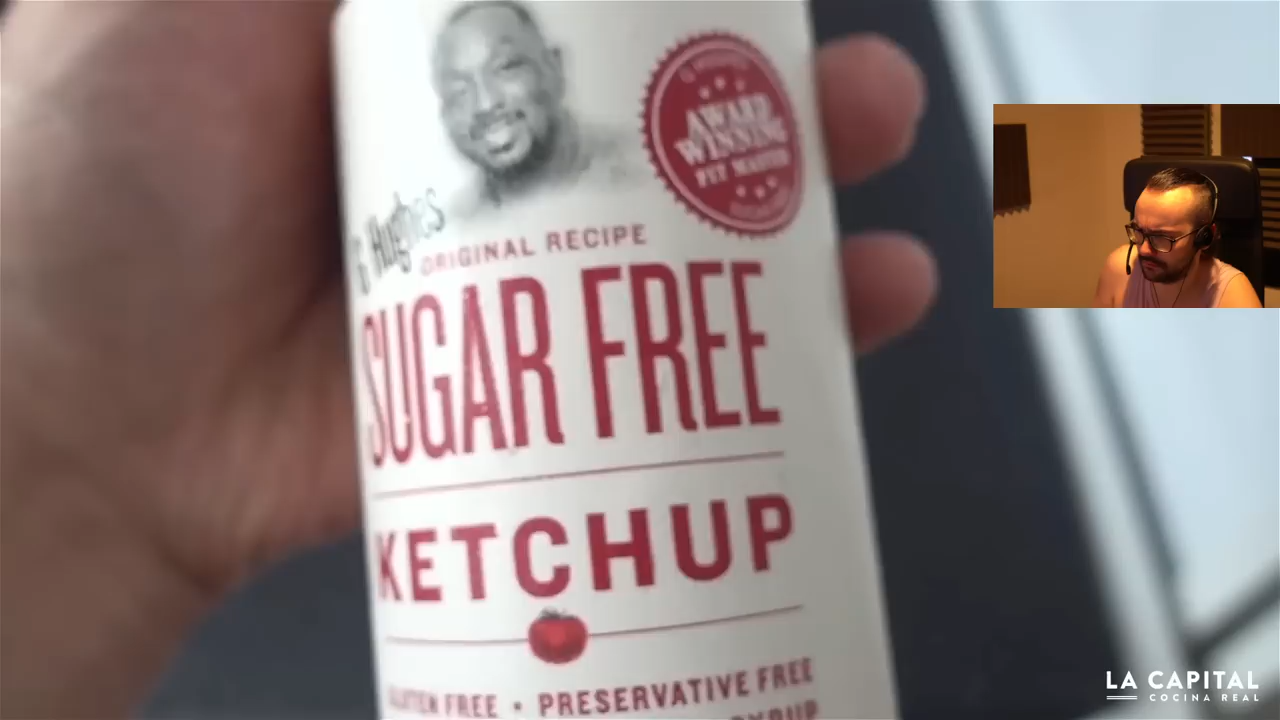 AWARD
WINNING
PIT MASTER
G Hughes
ORIGINAL RECIPE
SUGAR FREE
KETCHUP
GLUTEN FREE • PRESERVATIVE FREE
LA CAPITAL
COCINA REAL